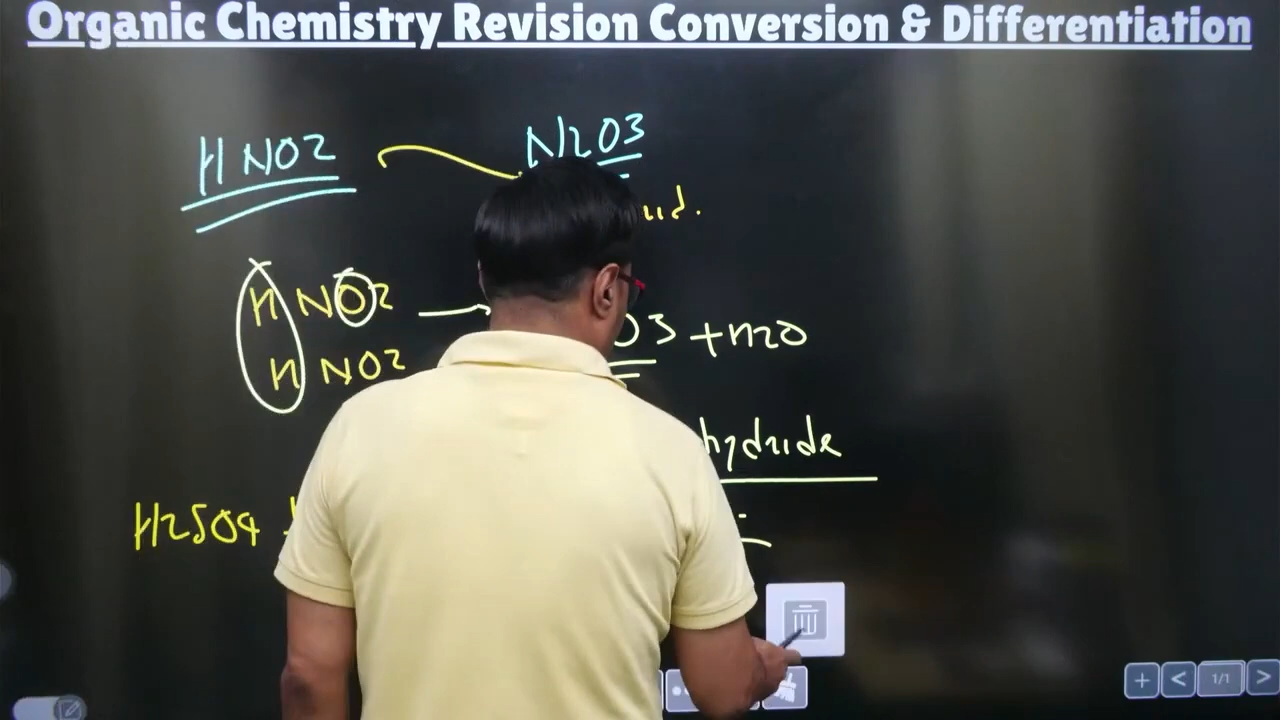 Organic Chemistry Revision Conversion & Differentiation
HNO2 N2O3
HNO2 O3 + H2O
HNO2
hydride
H2SO4
1/1